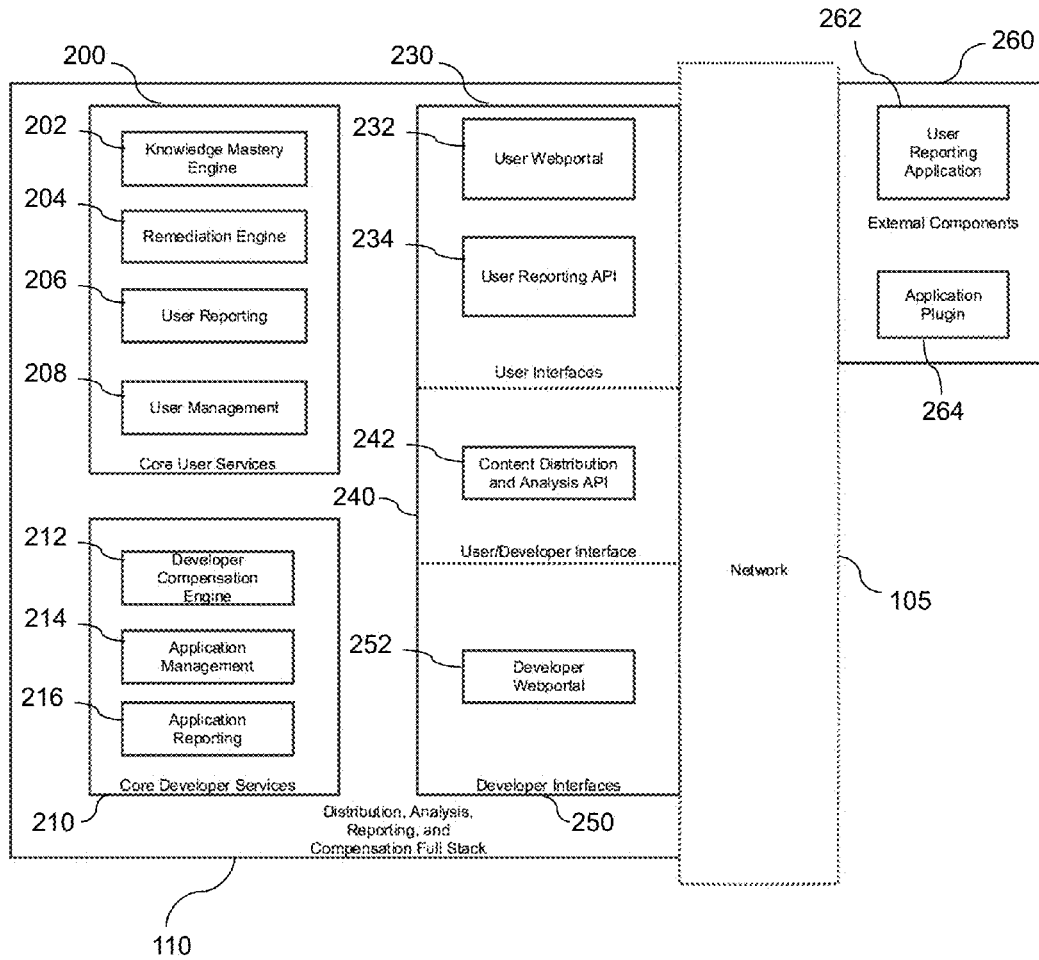 262
260
200
230
202
Knowledge Mastery
Engine
204
Remediation Engine
206
User Reporting
208
User Management
Core User Services
232
User Webportal
234
User Reporting API
User Interfaces
242
Content Distribution
and Analysis API
240
User/Developer Interface
252
Developer
Webportal
Developer Interfaces
250
212
Developer
Compensation
Engine
214
Application
Management
216
Application
Reporting
Core Developer Services
210
Distribution, Analysis,
Reporting, and
Compensation Full Stack
110
Network
105
User
Reporting
Application
External Components
Application
Plugin
264